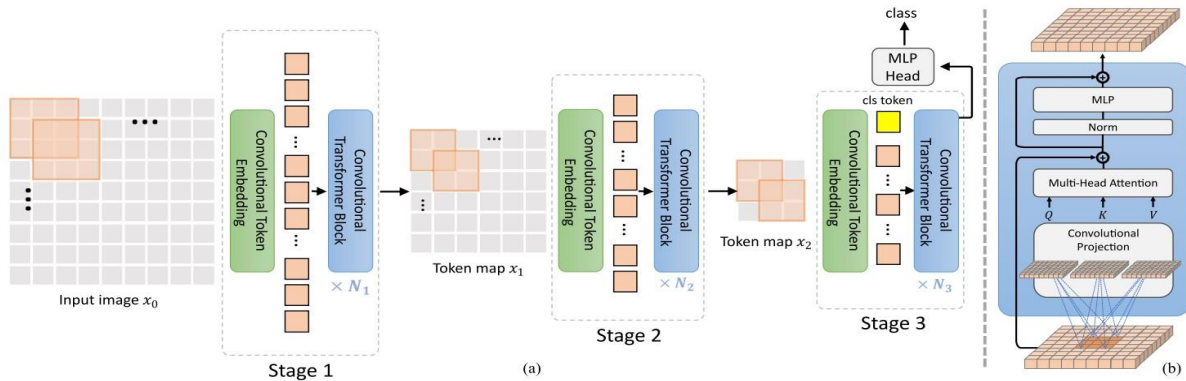 Input image x₀
Convolutional Token
Embedding
...
...
Convolutional
Transformer Block
× N₁
Stage 1
...
...
Token map x₁
Convolutional Token
Embedding
...
...
Convolutional
Transformer Block
× N₂
Stage 2
Token map x₂
class
MLP
Head
cls token
Convolutional Token
Embedding
...
...
Convolutional
Transformer Block
× N₃
Stage 3
(a)
MLP
Norm
Multi-Head Attention
Q K V
Convolutional
Projection
(b)